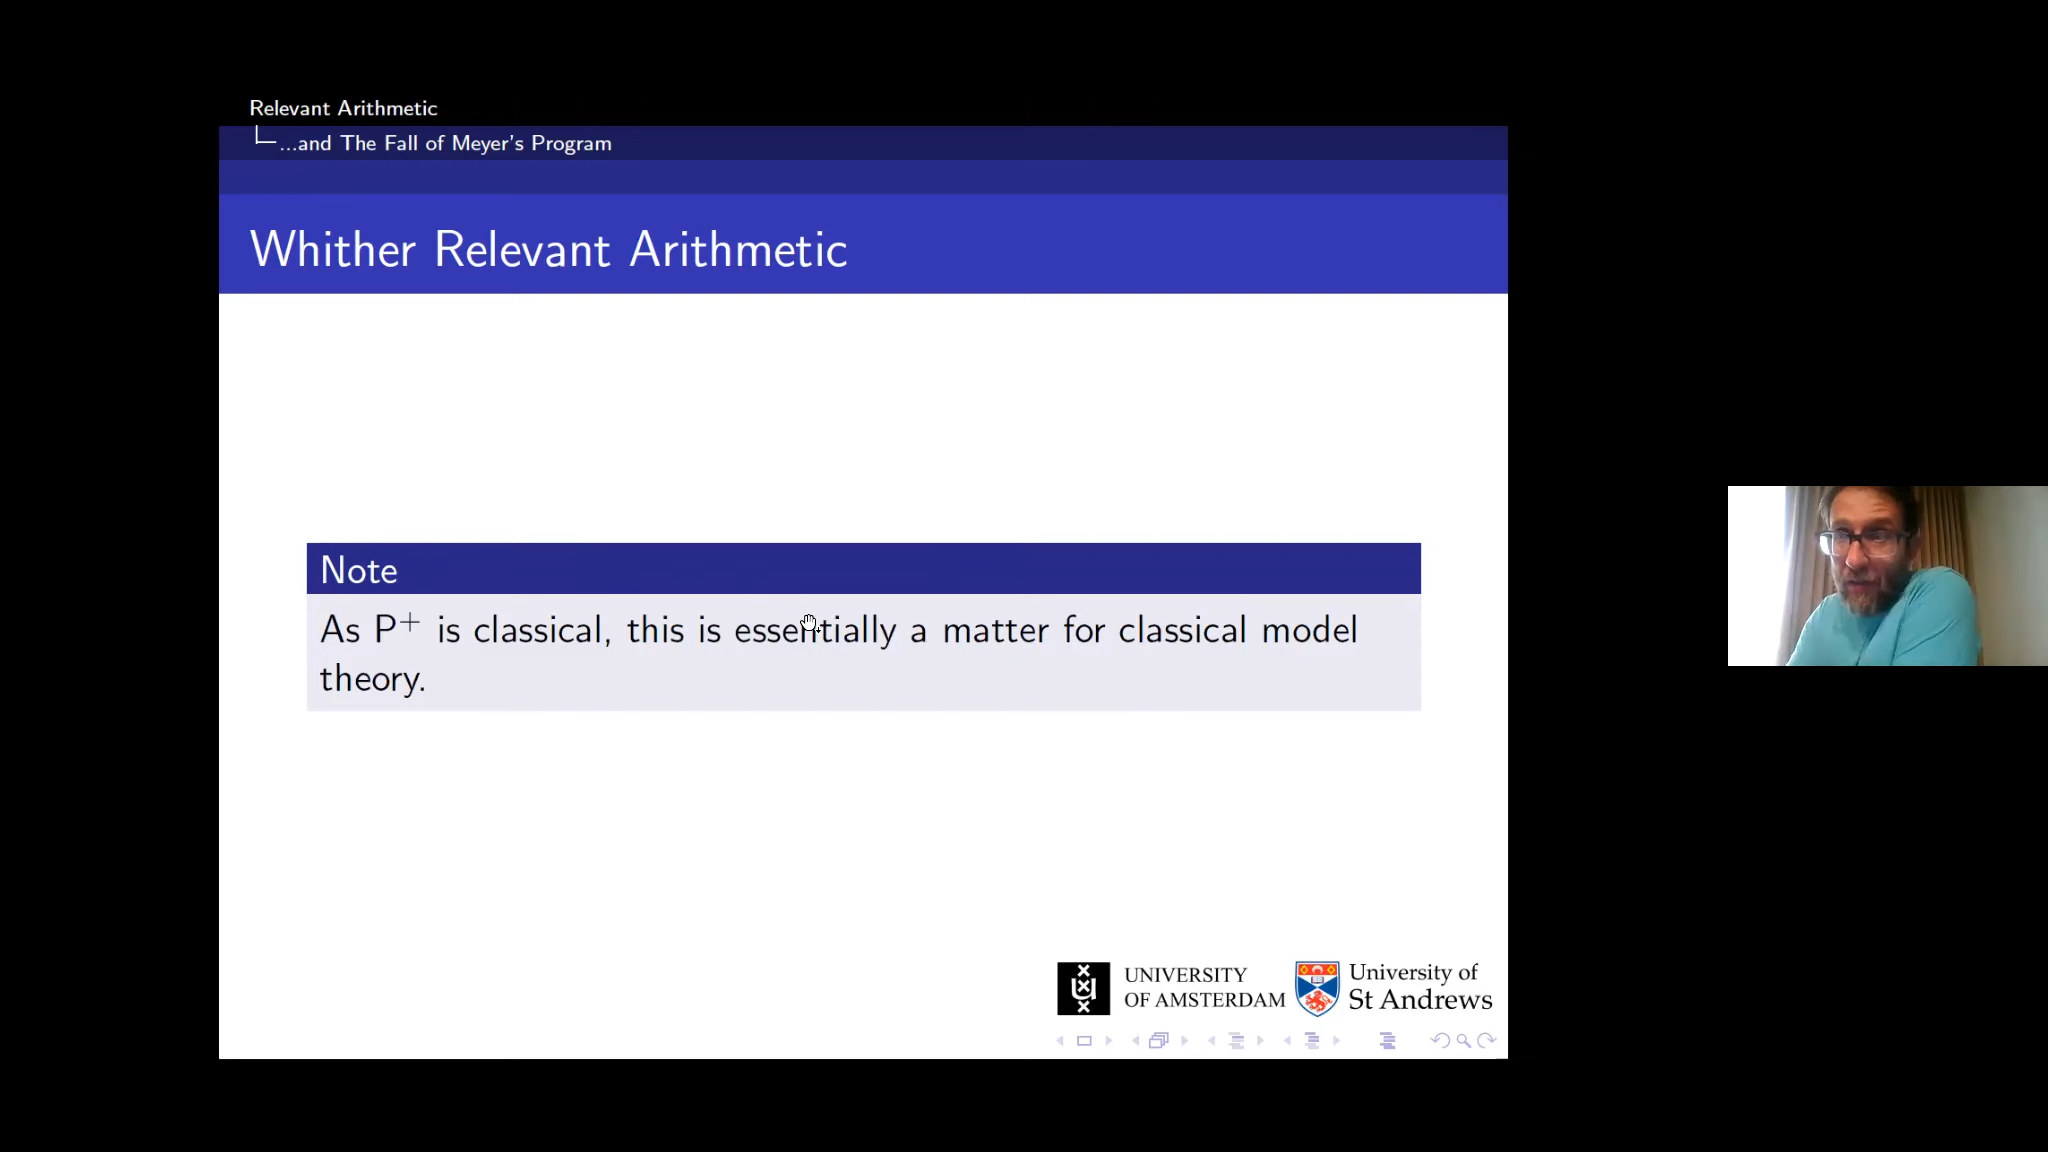 Relevant Arithmetic
...and The Fall of Meyer's Program
Whither Relevant Arithmetic
Note
As P⁺ is classical, this is essentially a matter for classical model
theory.
UNIVERSITY
OF AMSTERDAM
University of
St Andrews